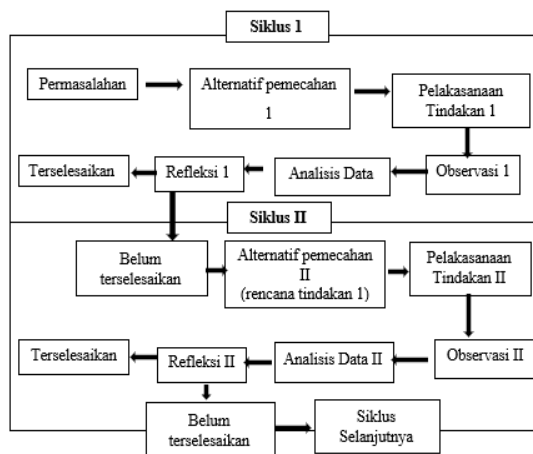 Siklus 1
Permasalahan
Alternatif pemecahan
1
Pelakasanaan
Tindakan 1
Terselesaikan
Refleksi 1
Analisis Data
Observasi 1
Siklus II
Belum
terselesaikan
Alternatif pemecahan
II
(rencana tindakan 1)
Pelakasanaan
Tindakan II
Terselesaikan
Refleksi II
Analisis Data II
Observasi II
Belum
terselesaikan
Siklus
Selanjutnya